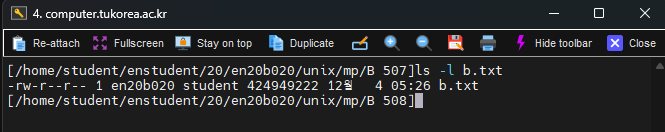 4. computer.tukorea.ac.kr
Re-attach Fullscreen Stay on top Duplicate Hide toolbar Close
[/home/student/enstudent/20/en20b020/unix/mp/B 507]ls -l b.txt
-rw-r--r-- 1 en20b020 student 424949222 12월   4 05:26 b.txt
[/home/student/enstudent/20/en20b020/unix/mp/B 508]